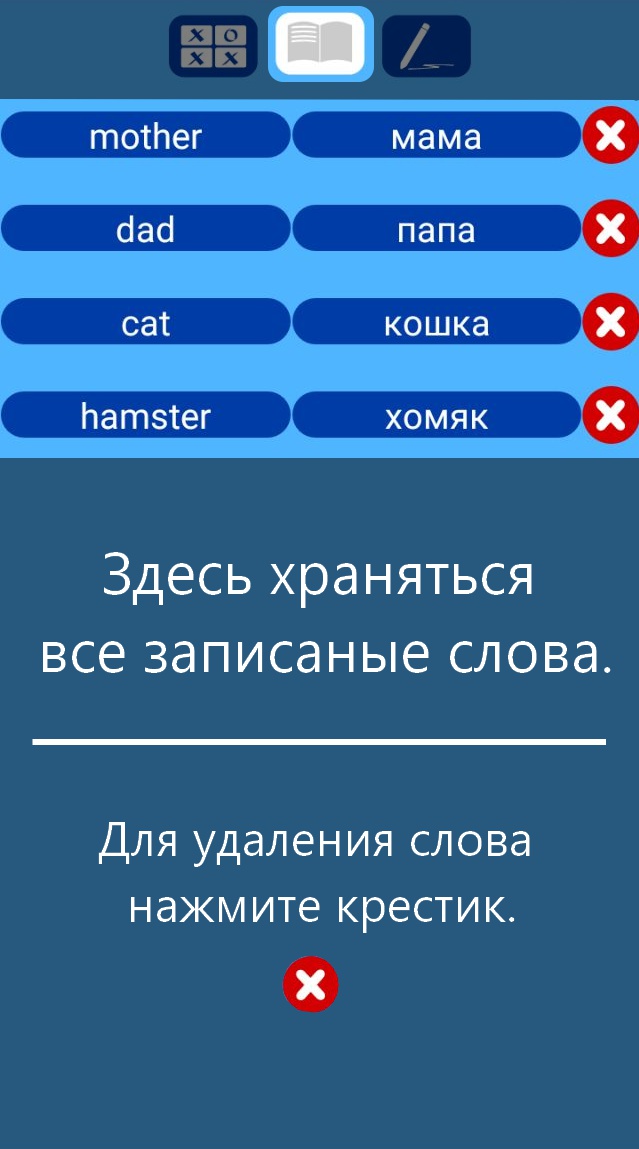 X O
X X
mother мама
dad папа
cat кошка
hamster хомяк
Здесь храняться
все записаные слова.
Для удаления слова
нажмите крестик.